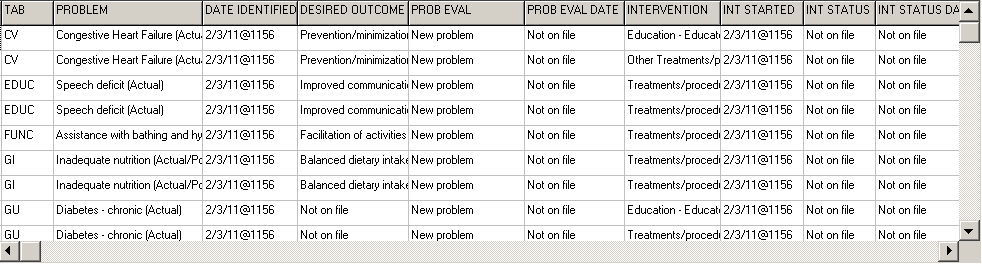 TAB PROBLEM DATE IDENTIFIED DESIRED OUTCOME PROB EVAL PROB EVAL DATE INTERVENTION INT STARTED INT STATUS INT STATUS DA
CV Congestive Heart Failure (Actu 2/3/11@1156 Prevention/minimization New problem Not on file Education - Educat 2/3/11@1156 Not on file Not on file
CV Congestive Heart Failure (Actu 2/3/11@1156 Prevention/minimization New problem Not on file Other Treatments/p 2/3/11@1156 Not on file Not on file
EDUC Speech deficit (Actual) 2/3/11@1156 Improved communicati New problem Not on file Treatments/proced 2/3/11@1156 Not on file Not on file
EDUC Speech deficit (Actual) 2/3/11@1156 Improved communicati New problem Not on file Treatments/proced 2/3/11@1156 Not on file Not on file
FUNC Assistance with bathing and hy 2/3/11@1156 Facilitation of activities New problem Not on file Treatments/proced 2/3/11@1156 Not on file Not on file
GI Inadequate nutrition (Actual/Po 2/3/11@1156 Balanced dietary intake New problem Not on file Treatments/proced 2/3/11@1156 Not on file Not on file
GI Inadequate nutrition (Actual/Po 2/3/11@1156 Balanced dietary intake New problem Not on file Treatments/proced 2/3/11@1156 Not on file Not on file
GU Diabetes - chronic (Actual) 2/3/11@1156 Not on file New problem Not on file Education - Educat 2/3/11@1156 Not on file Not on file
GU Diabetes - chronic (Actual) 2/3/11@1156 Not on file New problem Not on file Treatments/proced 2/3/11@1156 Not on file Not on file